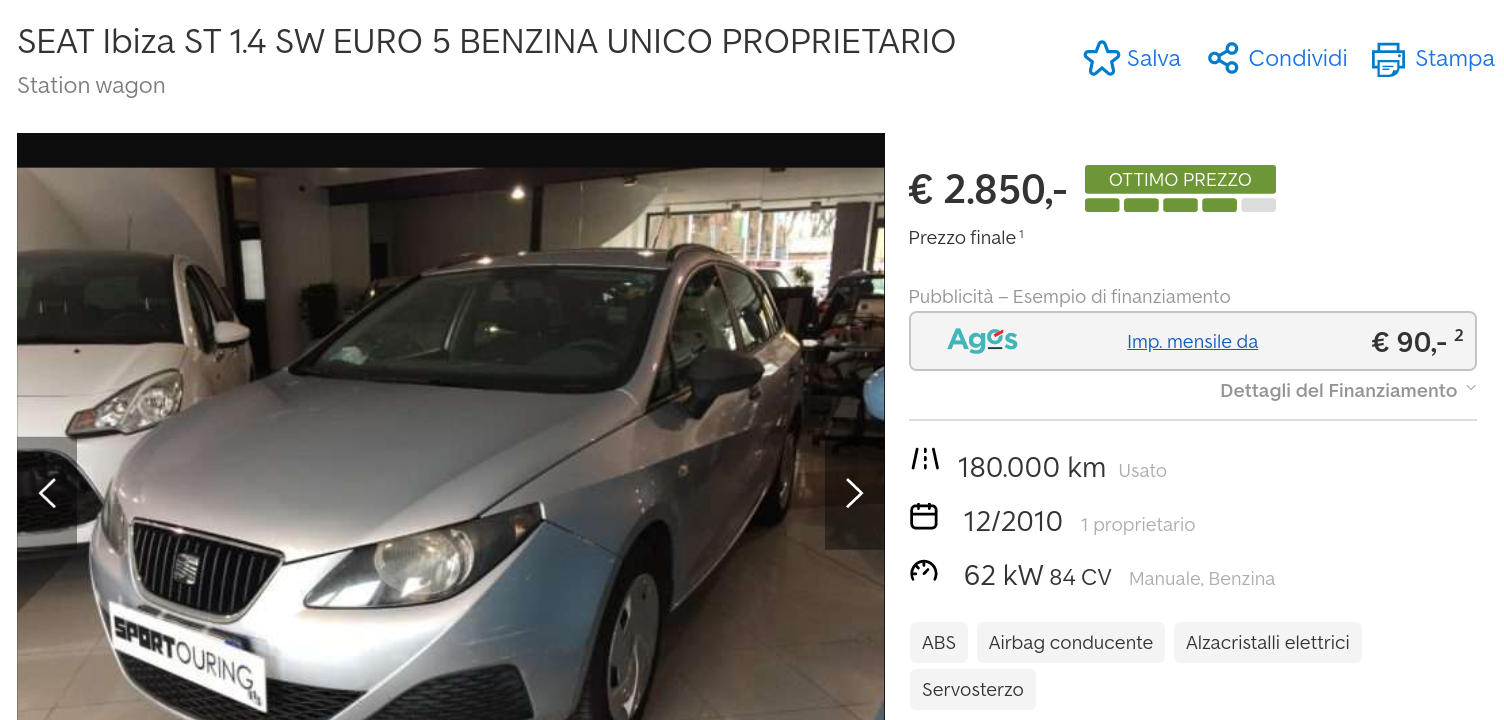 SEAT Ibiza ST 1.4 SW EURO 5 BENZINA UNICO PROPRIETARIO
Station wagon
Salva
Condividi
Stampa
€ 2.850,-
OTTIMO PREZZO
Prezzo finale 1
Pubblicità – Esempio di finanziamento
Agos
Imp. mensile da
€ 90,- 2
Dettagli del Finanziamento
180.000 km Usato
12/2010 1 proprietario
62 kW 84 CV Manuale, Benzina
ABS
Airbag conducente
Alzacristalli elettrici
Servosterzo
SPORTOURING